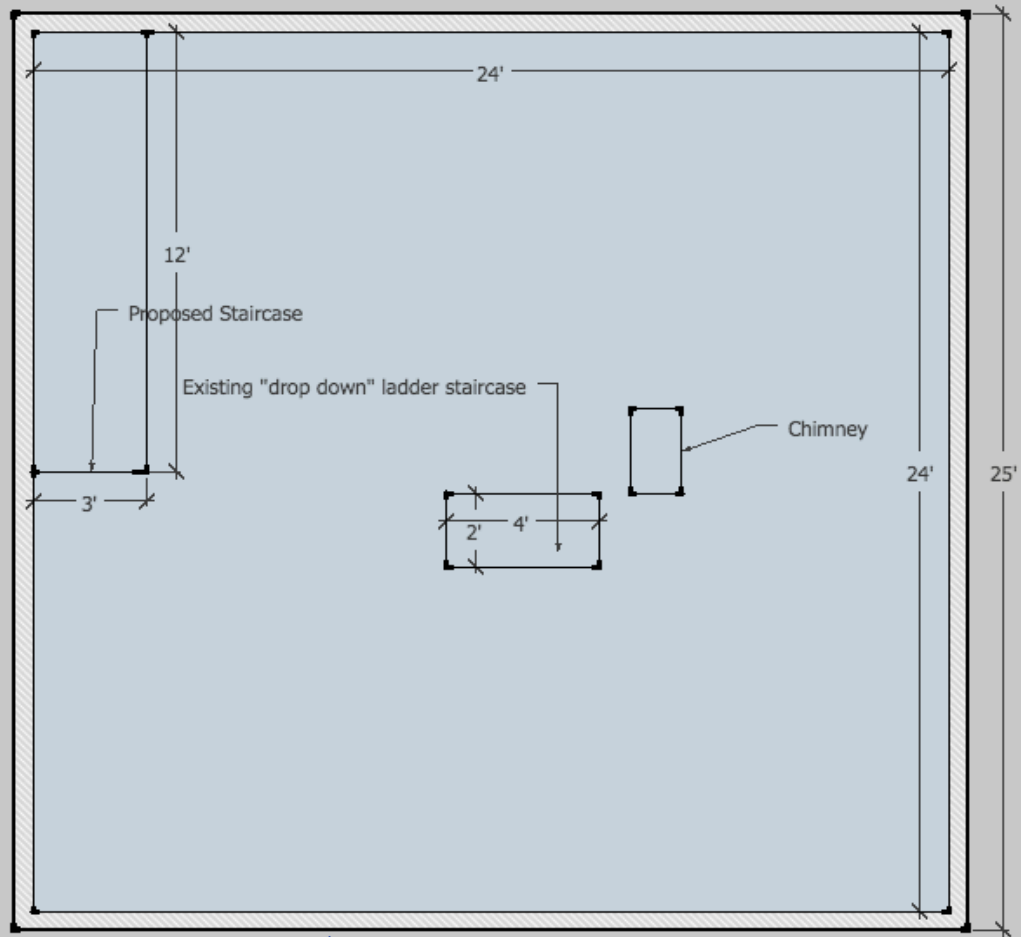 24'
12'
Proposed Staircase
Existing "drop down" ladder staircase
Chimney
24'
25'
3'
4'
2'